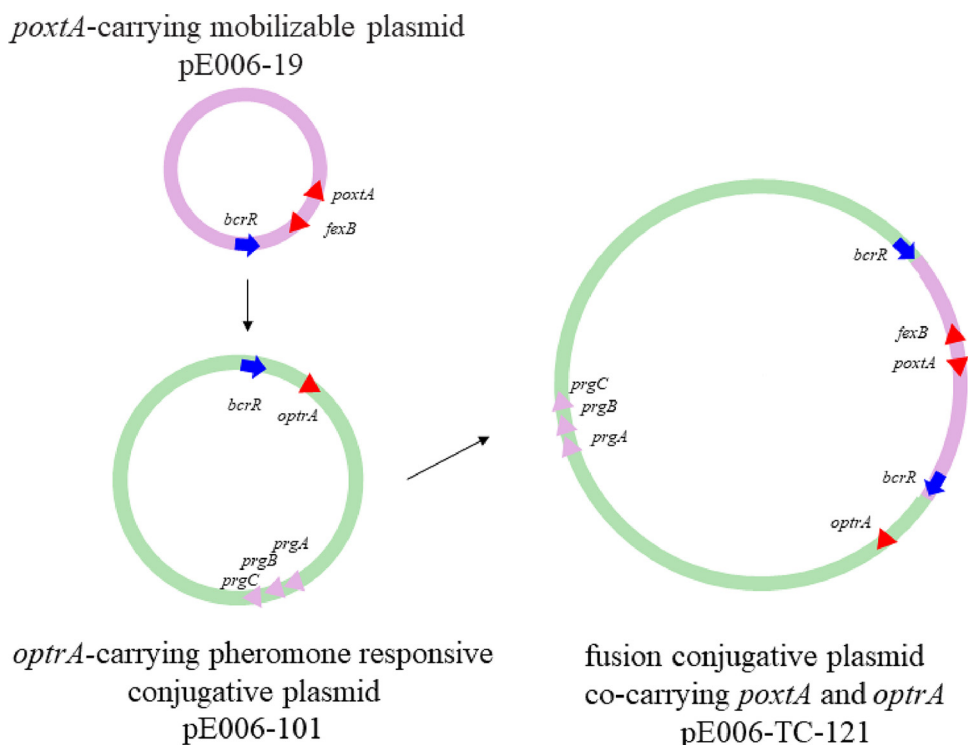 poxtA-carrying mobilizable plasmid
pE006-19
poxtA
fexB
bcrR
bcrR
optrA
prgA
prgB
prgC
optrA-carrying pheromone responsive
conjugative plasmid
pE006-101
bcrR
fexB
poxtA
prgC
prgB
prgA
bcrR
optrA
fusion conjugative plasmid
co-carrying poxtA and optrA
pE006-TC-121